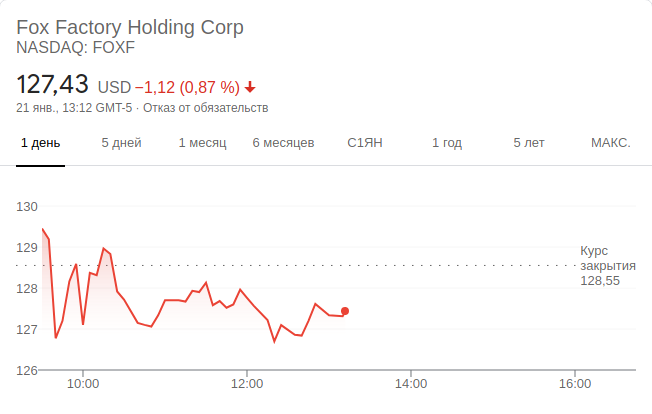 Fox Factory Holding Corp
NASDAQ: FOXF
127,43 USD −1,12 (0,87 %)
21 янв., 13:12 GMT-5 · Отказ от обязательств
1 день 5 дней 1 месяц 6 месяцев С1ЯН 1 год 5 лет МАКС.
130
129
128
127
126
Курс
закрытия
128,55
10:00 12:00 14:00 16:00